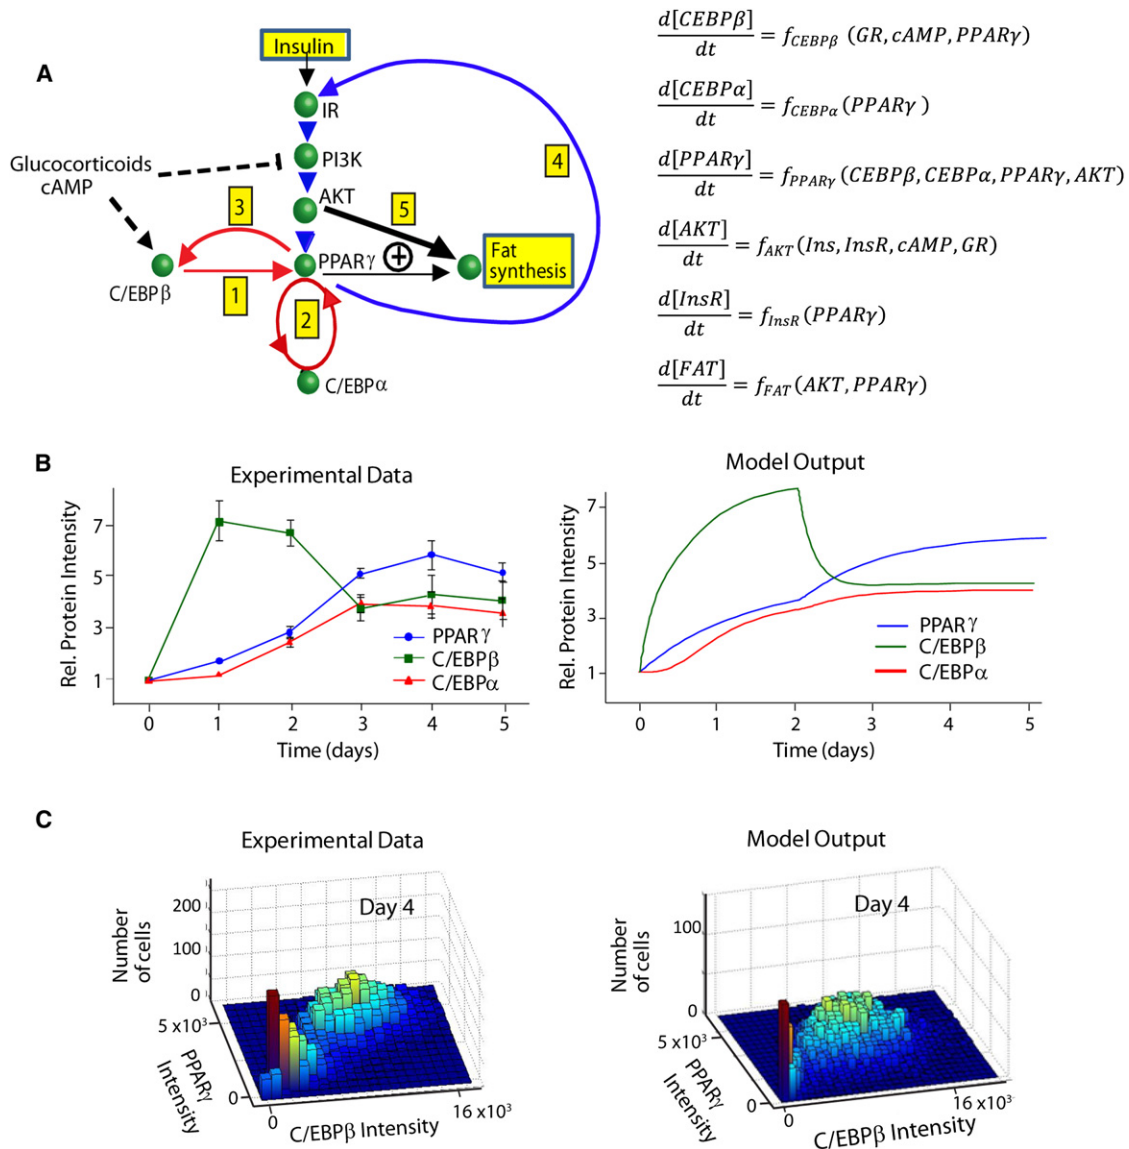 A
Insulin
IR
PI3K
AKT
PPARγ
C/EBPβ
C/EBPα
Glucocorticoids
cAMP
Fat
synthesis
1
2
3
4
5
+
d[CEBPβ]/dt = f_CEBPβ (GR, cAMP, PPARγ)
d[CEBPα]/dt = f_CEBPα (PPARγ )
d[PPARγ]/dt = f_PPARγ (CEBPβ, CEBPα, PPARγ, AKT)
d[AKT]/dt = f_AKT (Ins, InsR, cAMP, GR)
d[InsR]/dt = f_InsR (PPARγ)
d[FAT]/dt = f_FAT (AKT, PPARγ)
B
Experimental Data
Rel. Protein Intensity
7
5
3
1
PPARγ
C/EBPβ
C/EBPα
0 1 2 3 4 5
Time (days)
Model Output
Rel. Protein Intensity
7
5
3
1
PPARγ
C/EBPβ
C/EBPα
0 1 2 3 4 5
Time (days)
C
Experimental Data
Day 4
Number
of cells
200
100
100
0
5 x10³
0
PPARγ
Intensity
0
16 x10³
C/EBPβ Intensity
Model Output
Day 4
Number
of cells
100
0
5 x10³
0
PPARγ
Intensity
0
16 x10³
C/EBPβ Intensity